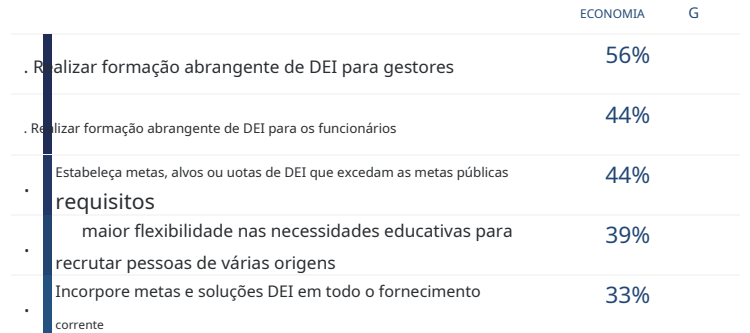 ECONOMIA G
. Realizar formação abrangente de DEI para gestores 56%
. Realizar formação abrangente de DEI para os funcionários 44%
Estabeleça metas, alvos ou uotas de DEI que excedam as metas públicas 44%
. requisitos
maior flexibilidade nas necessidades educativas para 39%
. recrutar pessoas de várias origens
Incorpore metas e soluções DEI em todo o fornecimento 33%
. corrente